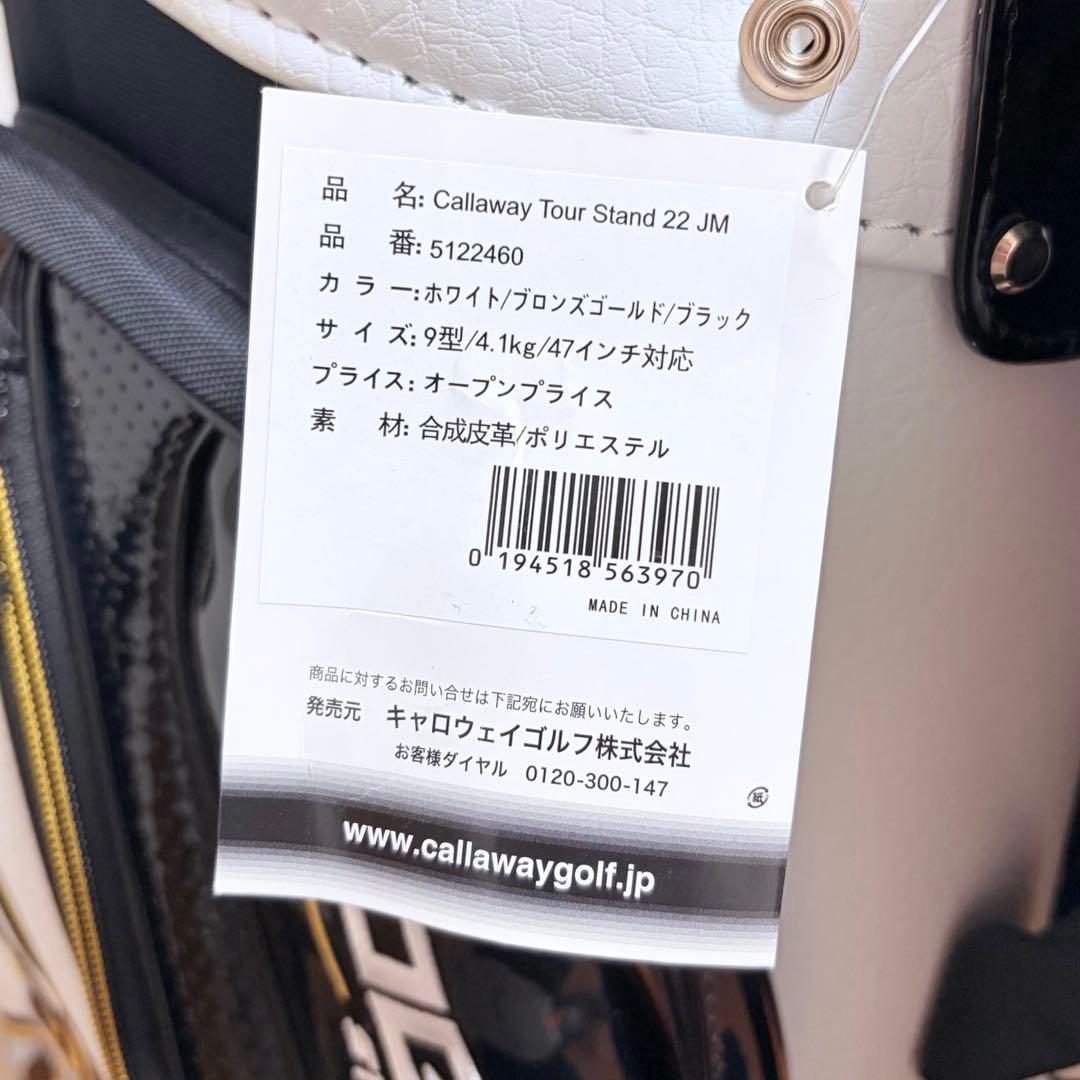 品　名: Callaway Tour Stand 22 JM
品　番: 5122460
カラー:ホワイト/ブロンズゴールド/ブラック
サイズ: 9型/4.1kg/47インチ対応
プライス: オープンプライス
素　材: 合成皮革/ポリエステル
0 194518 563970
MADE IN CHINA
商品に対するお問い合せは下記宛にお願いいたします。
発売元　キャロウェイゴルフ株式会社
お客様ダイヤル　0120-300-147
紙
www.callawaygolf.jp